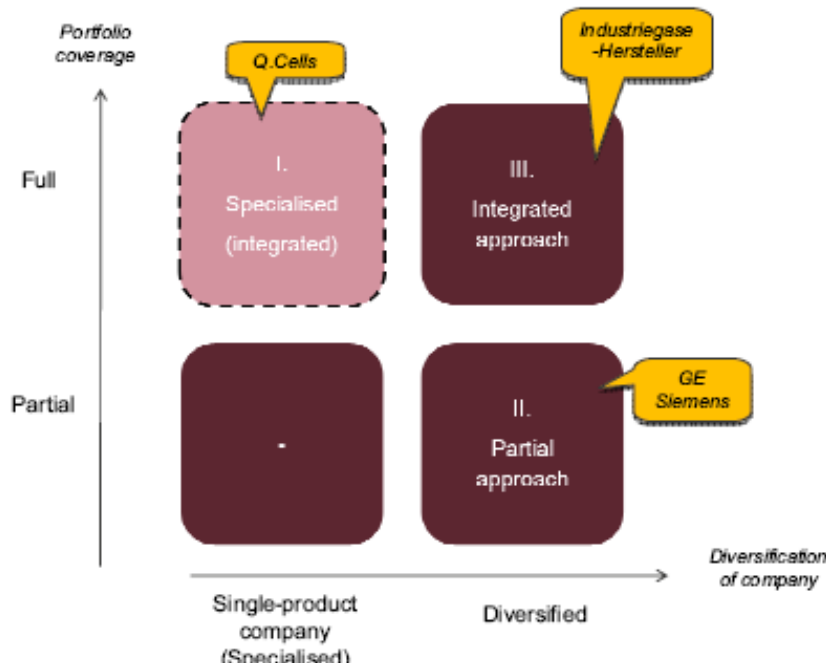 Portfolio
coverage
Q.Cells
Industriegase
-Hersteller
Full
I.
Specialised
(integrated)
III.
Integrated
approach
Partial
-
II.
Partial
approach
GE
Siemens
Diversification
of company
Single-product
company
(Specialised)
Diversified